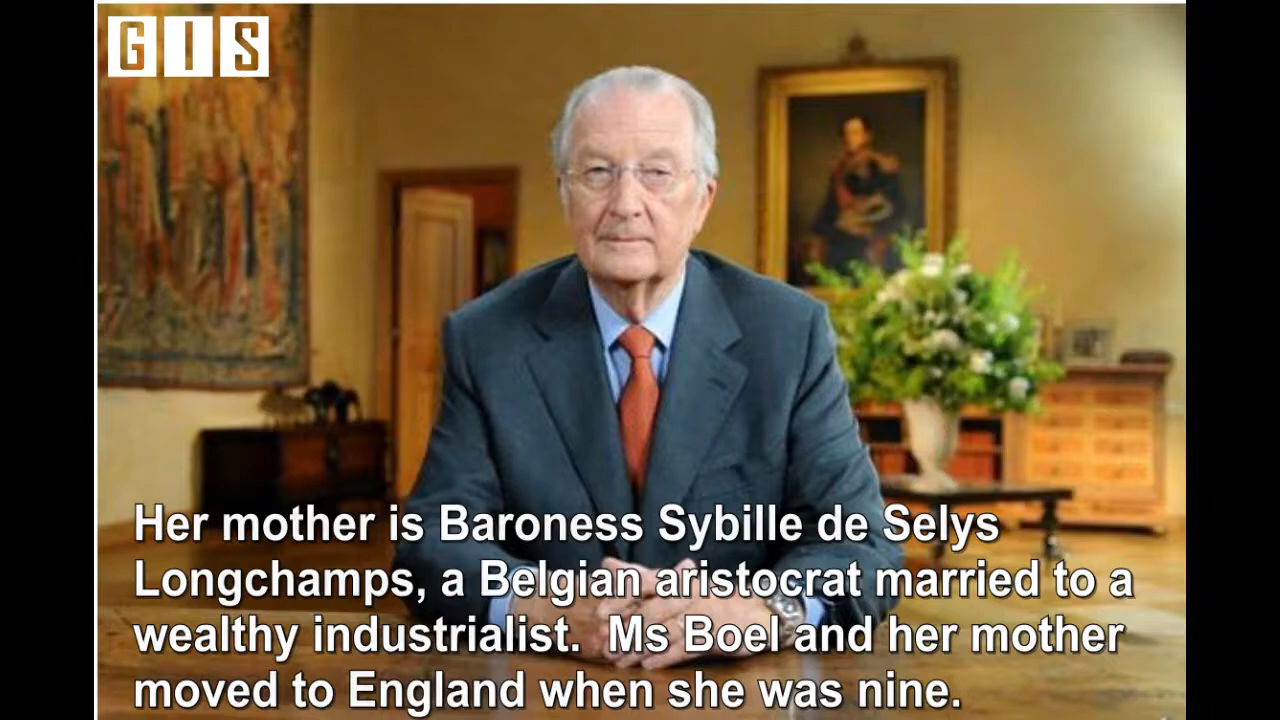 GIS
Her mother is Baroness Sybille de Selys
Longchamps, a Belgian aristocrat married to a
wealthy industrialist. Ms Boel and her mother
moved to England when she was nine.